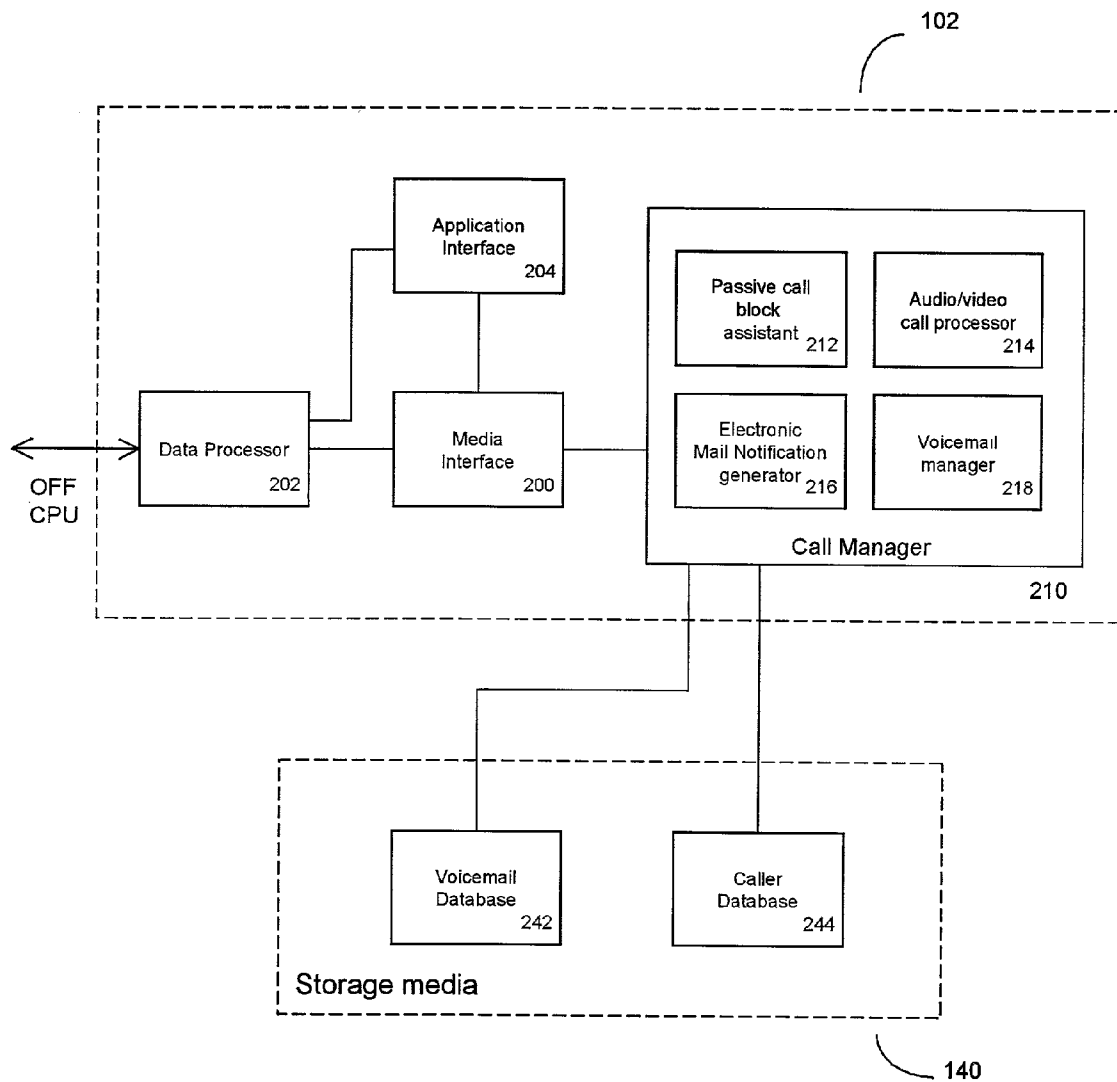 102
Application
Interface
204
Passive call
block
assistant
212
Audio/video
call processor
214
Data Processor
202
Media
Interface
200
Electronic
Mail Notification
generator
216
Voicemail
manager
218
OFF
CPU
Call Manager
210
Voicemail
Database
242
Caller
Database
244
Storage media
140